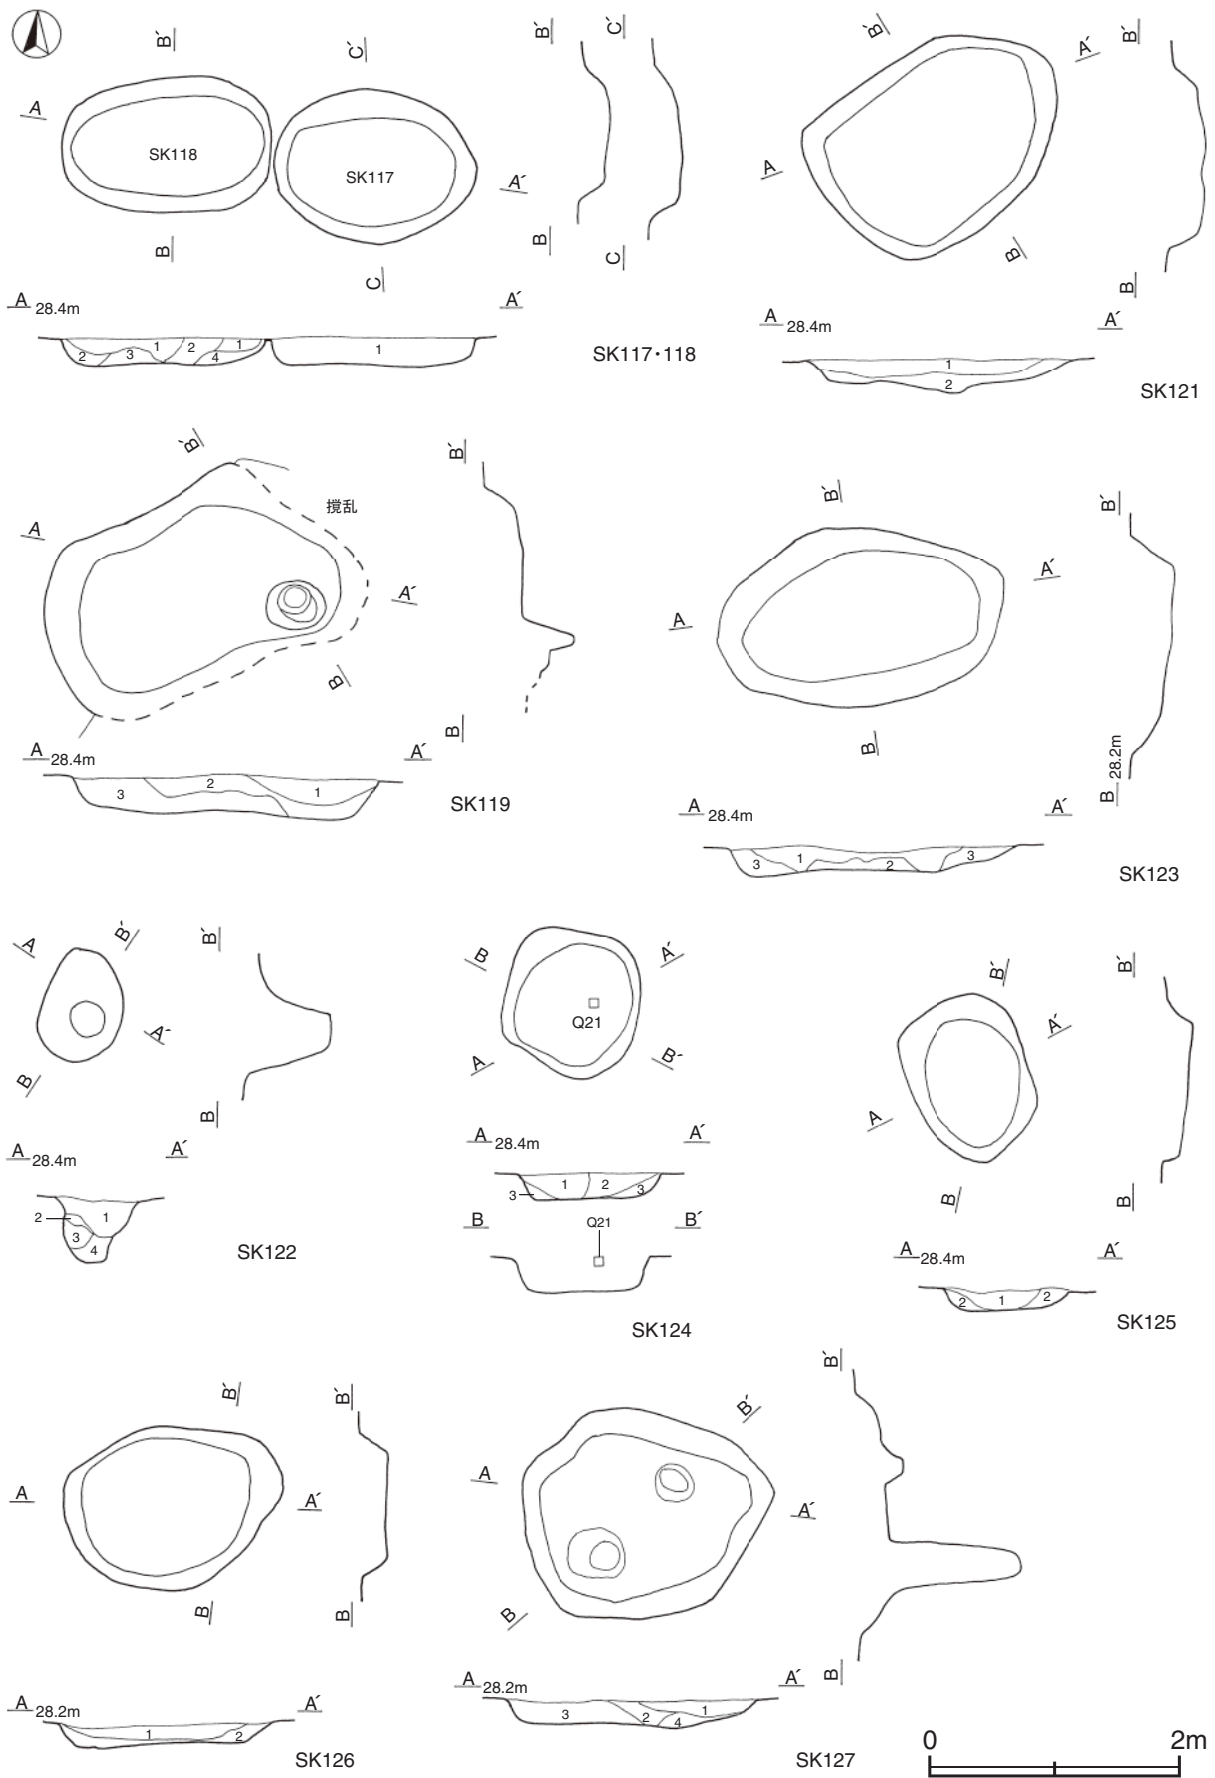 B´
C´
A
SK118
SK117
A´
B
C
B´
C´
B
C
A 28.4m
A´
2
3
1
2
4
1
1
SK117・118
B´
A´
A
B
B´
B
A 28.4m
A´
1
2
SK121
B´
撹乱
A
A´
B
B´
B
A 28.4m
A´
3
2
1
SK119
B´
A´
A
B
B´
B 28.2m
A 28.4m
A´
3
1
2
3
SK123
A
B´
A´
B
B´
B
A 28.4m
A´
2
1
3
4
SK122
B
A´
Q21
A
B´
A 28.4m
A´
3
1
2
3
B
Q21
B´
SK124
B´
A´
A
B
B´
B
A 28.4m
A´
2
1
2
SK125
B´
A
A´
B
B´
B
A 28.2m
A´
1
2
SK126
B´
A
A´
B
B´
B
A 28.2m
A´
3
2
4
1
SK127
0
2m